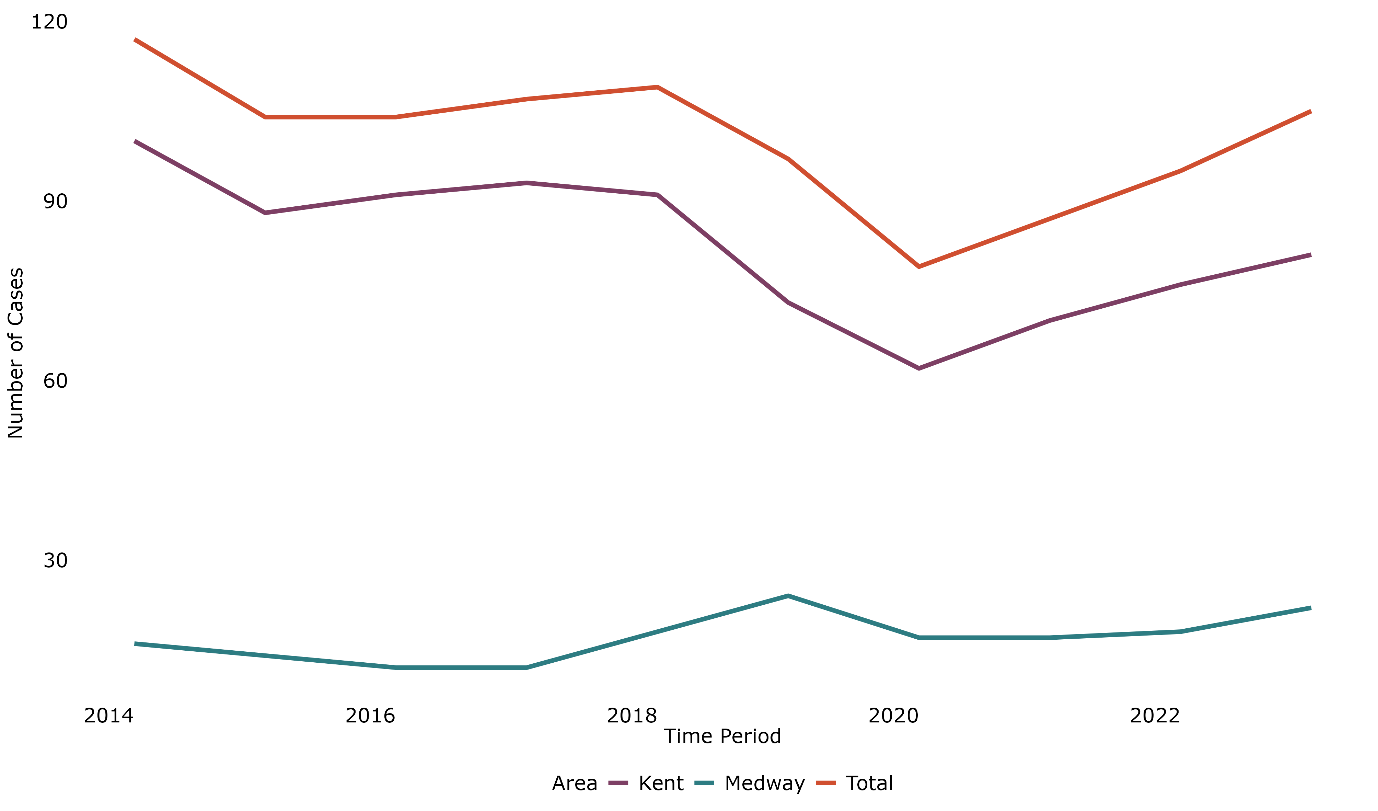 120
90
60
30
Number of Cases
2014 2016 2018 2020 2022
Time Period
Area Kent Medway Total